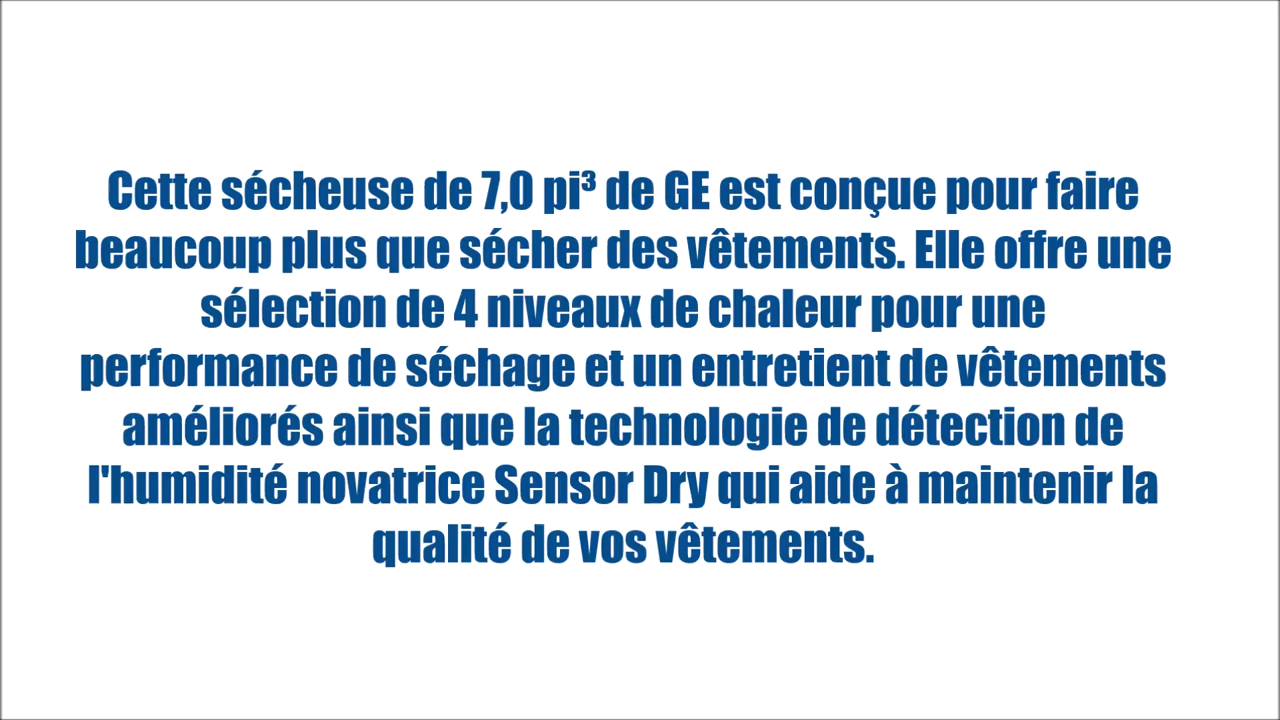 Cette sécheuse de 7,0 pi³ de GE est conçue pour faire
beaucoup plus que sécher des vêtements. Elle offre une
sélection de 4 niveaux de chaleur pour une
performance de séchage et un entretient de vêtements
améliorés ainsi que la technologie de détection de
l'humidité novatrice Sensor Dry qui aide à maintenir la
qualité de vos vêtements.